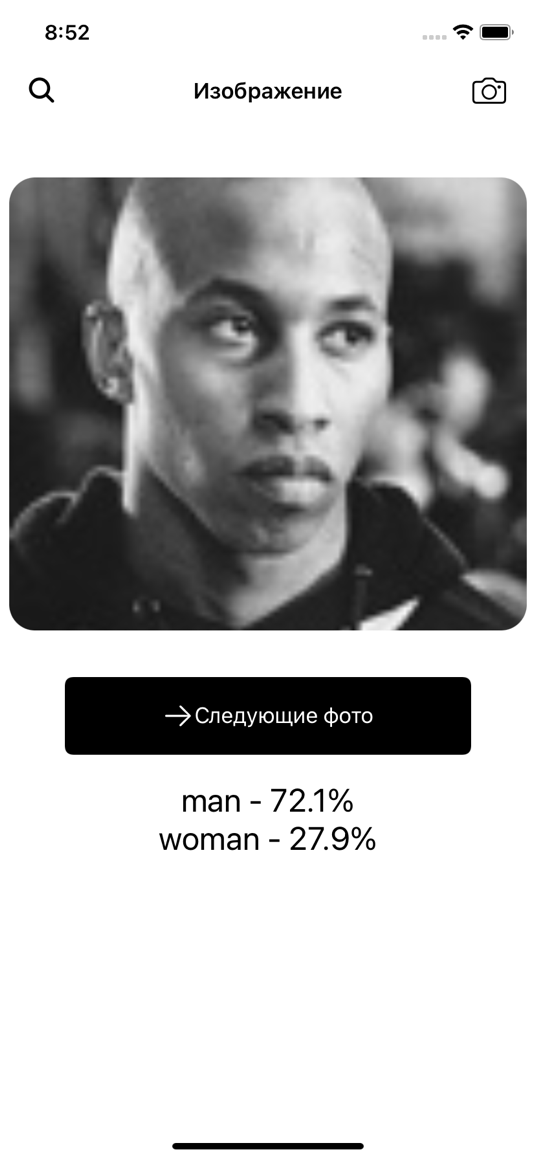 8:52
Изображение
Следующие фото
man - 72.1%
woman - 27.9%